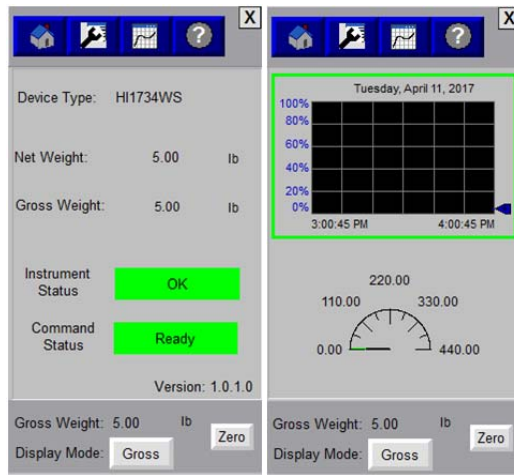 X
?
Device Type: HI1734WS
Net Weight: 5.00 lb
Gross Weight: 5.00 lb
Instrument Status OK
Command Status Ready
Version: 1.0.1.0
Gross Weight: 5.00 lb
Zero
Display Mode: Gross
X
?
Tuesday, April 11, 2017
100%
80%
60%
40%
20%
0%
3:00:45 PM 4:00:45 PM
220.00
110.00 330.00
0.00 440.00
Gross Weight: 5.00 lb
Zero
Display Mode: Gross